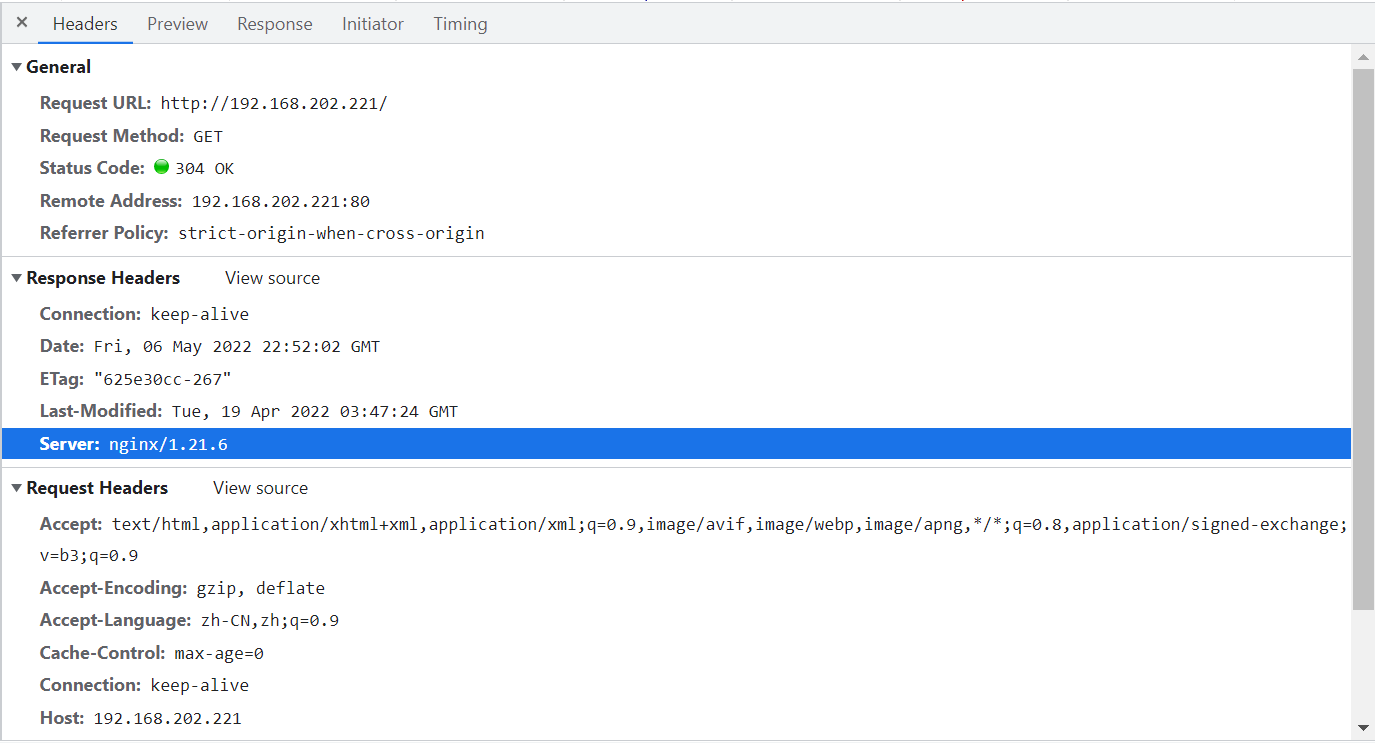 Headers Preview Response Initiator Timing
General
Request URL: http://192.168.202.221/
Request Method: GET
Status Code: 304 OK
Remote Address: 192.168.202.221:80
Referrer Policy: strict-origin-when-cross-origin
Response Headers View source
Connection: keep-alive
Date: Fri, 06 May 2022 22:52:02 GMT
ETag: "625e30cc-267"
Last-Modified: Tue, 19 Apr 2022 03:47:24 GMT
Server: nginx/1.21.6
Request Headers View source
Accept: text/html,application/xhtml+xml,application/xml;q=0.9,image/avif,image/webp,image/apng,*/*;q=0.8,application/signed-exchange;
v=b3;q=0.9
Accept-Encoding: gzip, deflate
Accept-Language: zh-CN,zh;q=0.9
Cache-Control: max-age=0
Connection: keep-alive
Host: 192.168.202.221